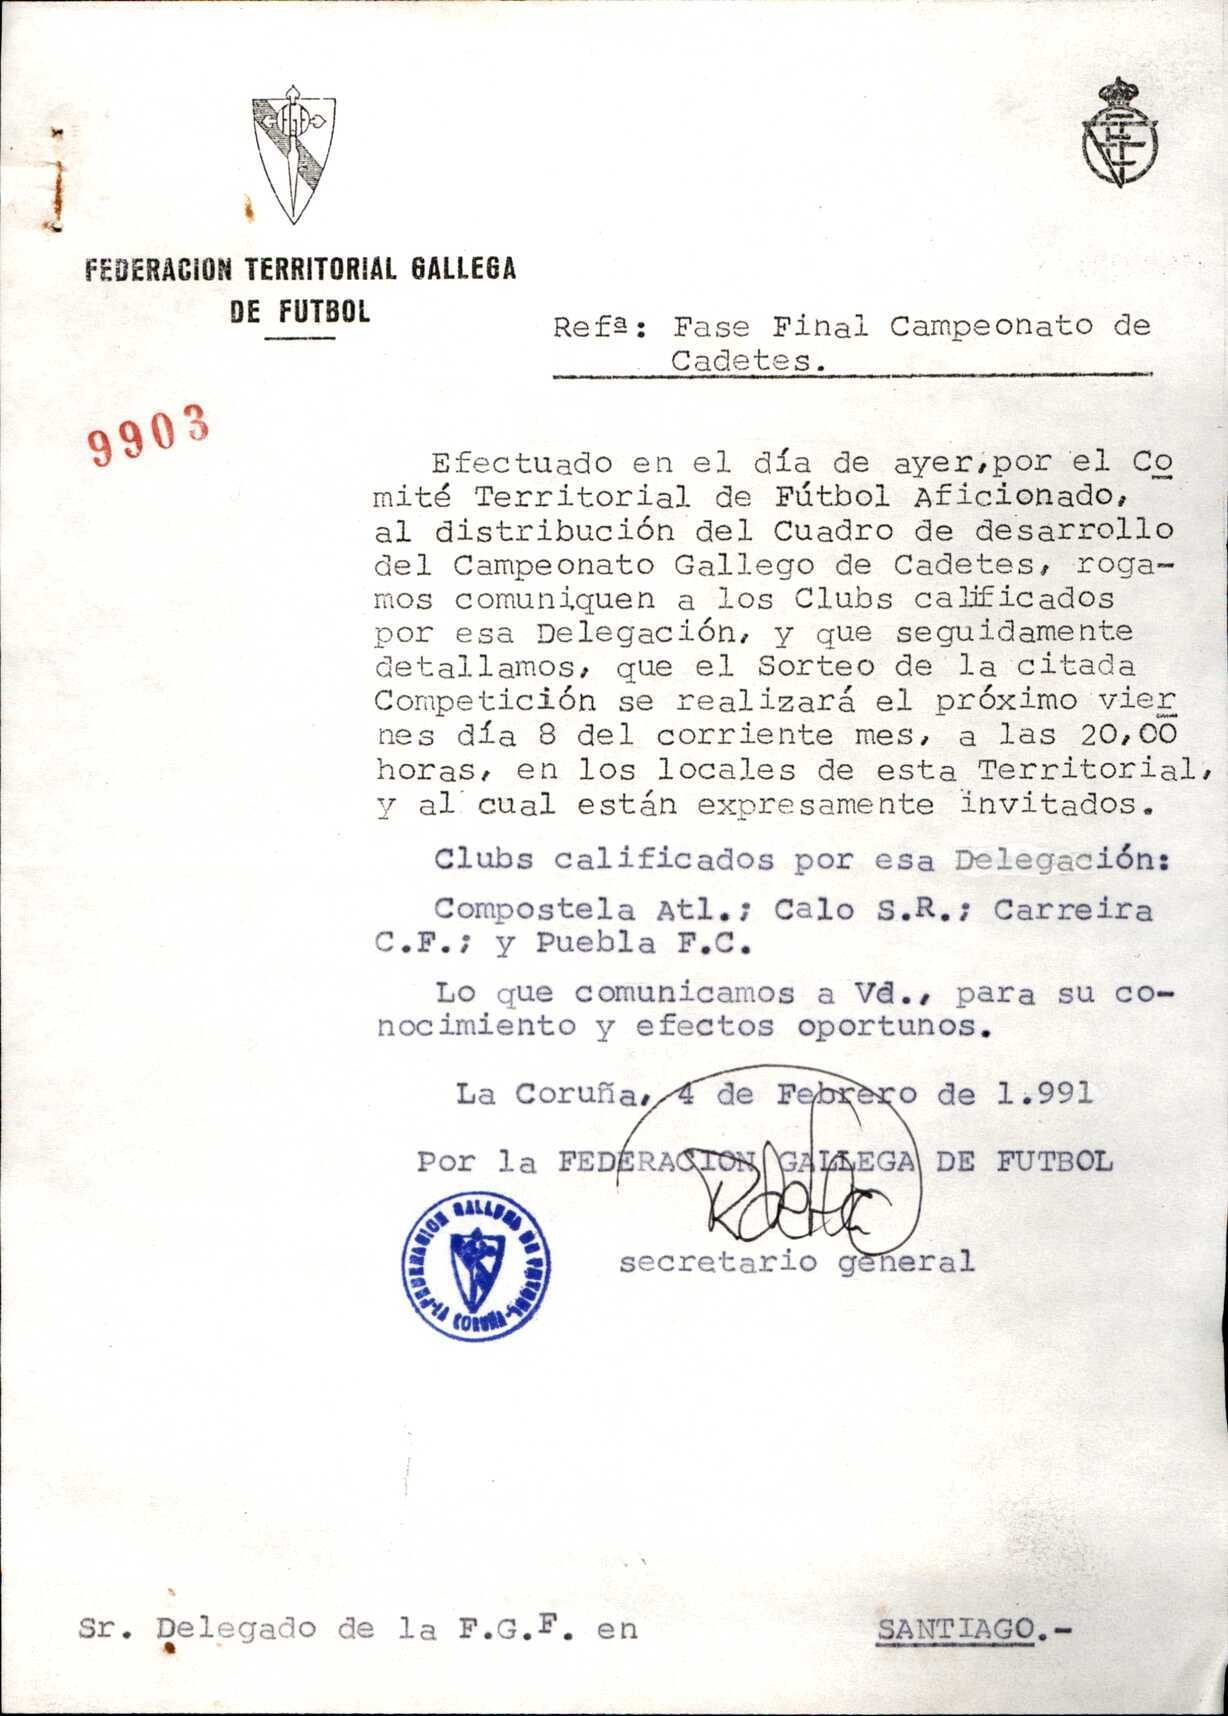 FEDERACION TERRITORIAL GALLEGA
DE FUTBOL
Refª: Fase Final Campeonato de
Cadetes.
9903
Efectuado en el día de ayer, por el Co
mité Territorial de Fútbol Aficionado,
al distribución del Cuadro de desarrollo
del Campeonato Gallego de Cadetes, roga-
mos comuniquen a los Clubs calificados
por esa Delegación, y que seguidamente
detallamos, que el Sorteo de la citada
Competición se realizará el próximo vier
nes día 8 del corriente mes, a las 20,00
horas, en los locales de esta Territorial,
y al cual están expresamente invitados.
Clubs calificados por esa Delegación:
Compostela Atl.; Calo S.R.; Carreira
C.F.; y Puebla F.C.
Lo que comunicamos a Vd., para su co-
nocimiento y efectos oportunos.
La Coruña, 4 de Febrero de 1.991
Por la FEDERACION GALLEGA DE FUTBOL
secretario general
FEDERACION GALLEGA DE FUTBOL
LA CORUÑA
Sr. Delegado de la F.G.F. en SANTIAGO.-